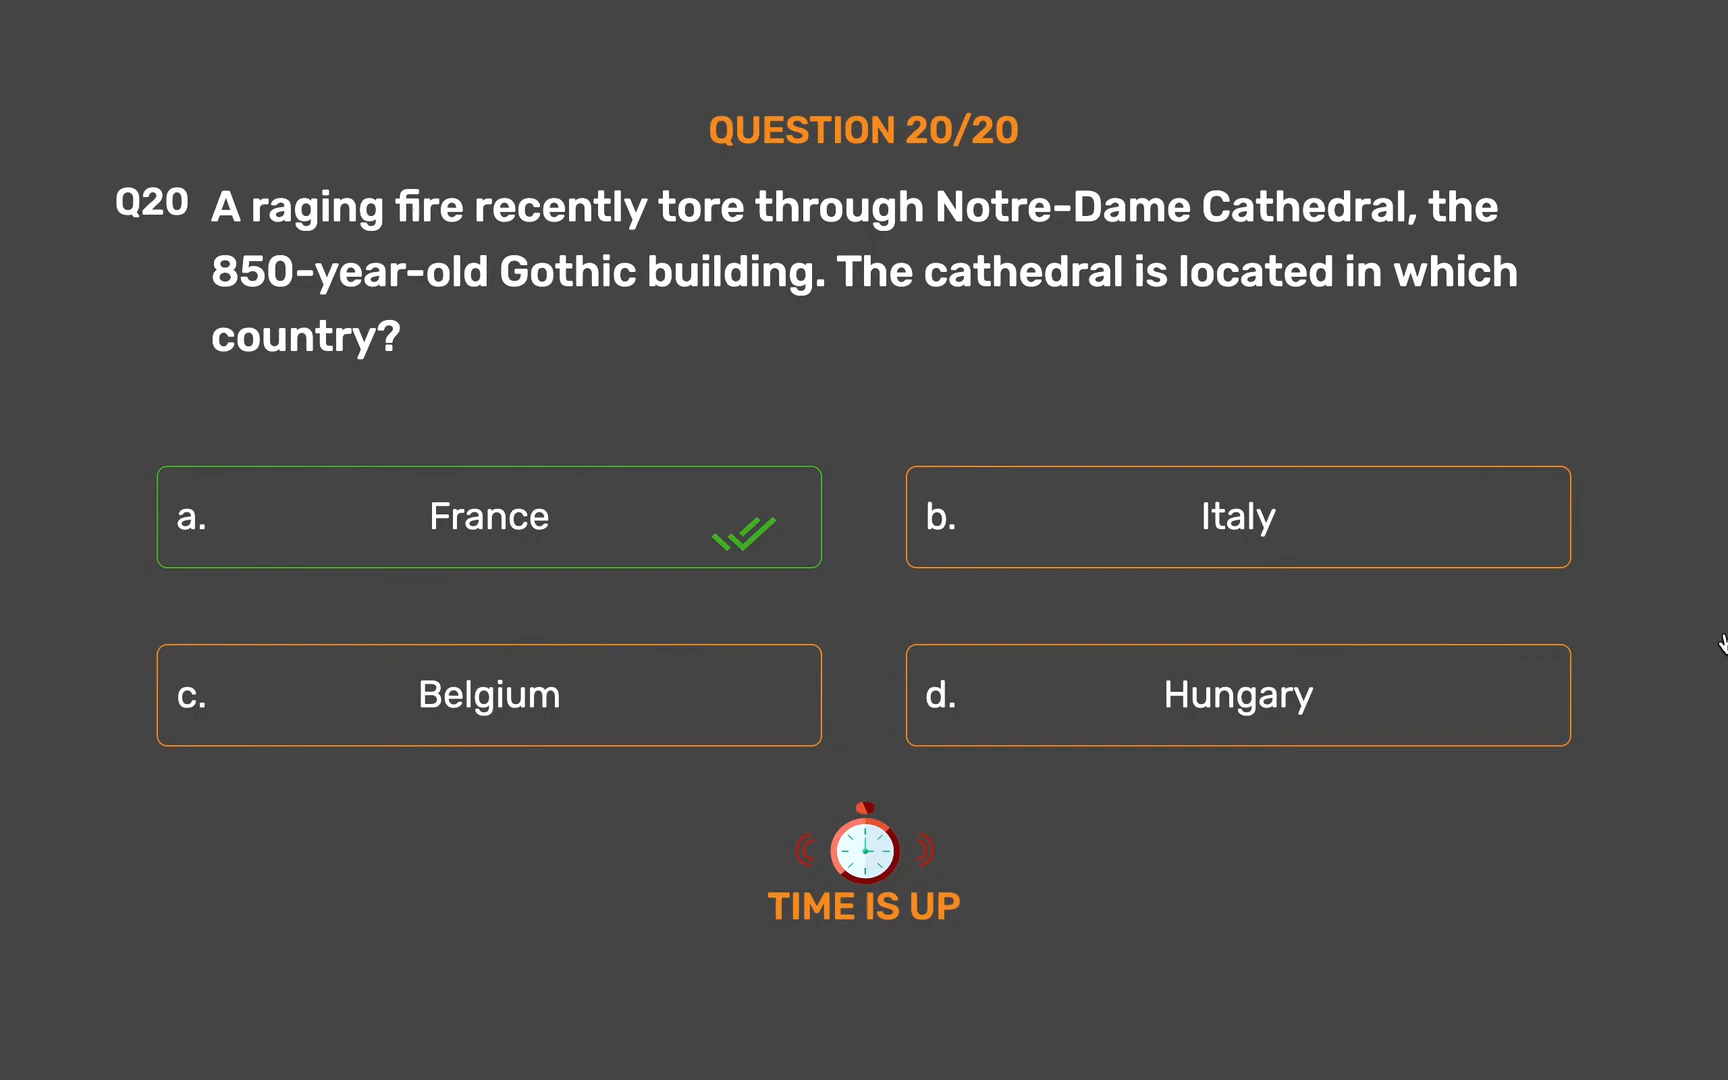 QUESTION 20/20
Q20 A raging fire recently tore through Notre-Dame Cathedral, the
850-year-old Gothic building. The cathedral is located in which
country?
a. France
b. Italy
c. Belgium
d. Hungary
TIME IS UP